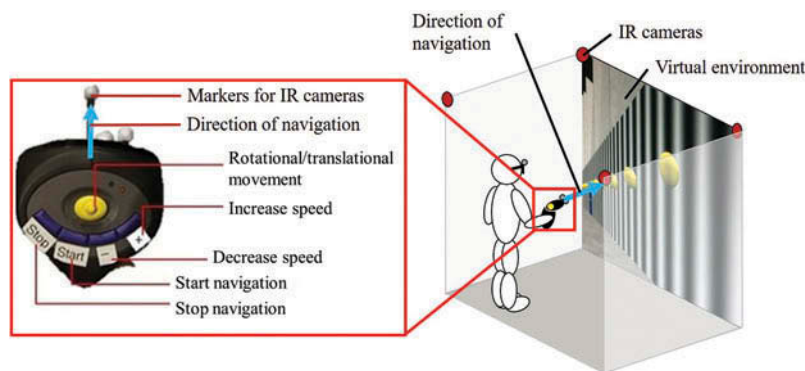 Markers for IR cameras
Direction of navigation
Rotational/translational
movement
Increase speed
Decrease speed
Start navigation
Stop navigation
Stop
Start
−
+
Direction of
navigation
IR cameras
Virtual environment